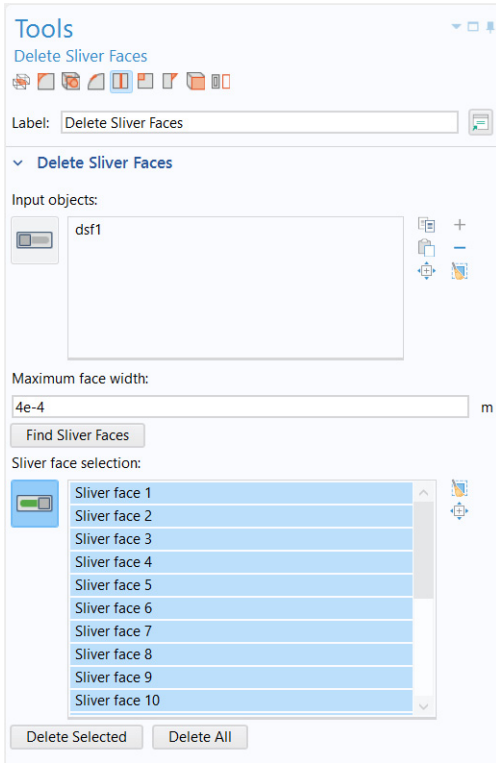 Tools
Delete Sliver Faces
Label: Delete Sliver Faces
Delete Sliver Faces
Input objects:
dsf1
Maximum face width:
4e-4 m
Find Sliver Faces
Sliver face selection:
Sliver face 1
Sliver face 2
Sliver face 3
Sliver face 4
Sliver face 5
Sliver face 6
Sliver face 7
Sliver face 8
Sliver face 9
Sliver face 10
Delete Selected Delete All